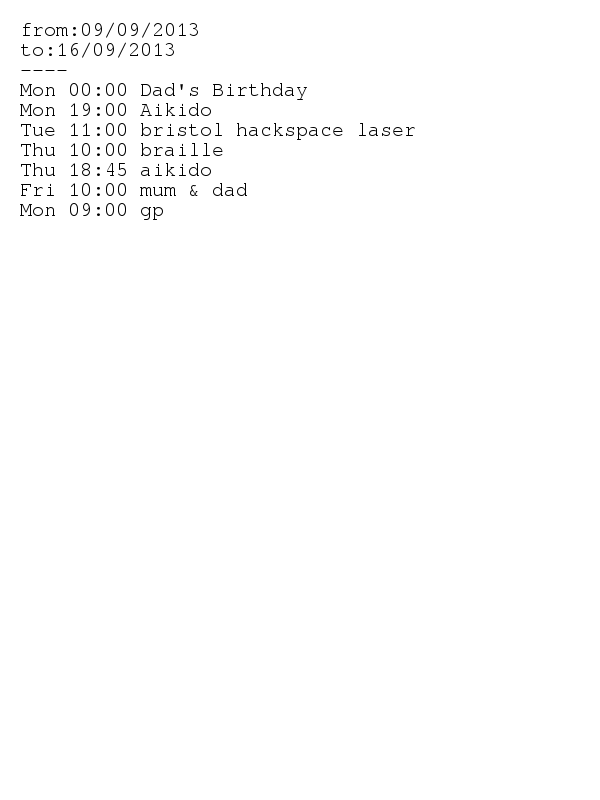 from:09/09/2013
to:16/09/2013
----
Mon 00:00 Dad's Birthday
Mon 19:00 Aikido
Tue 11:00 bristol hackspace laser
Thu 10:00 braille
Thu 18:45 aikido
Fri 10:00 mum & dad
Mon 09:00 gp